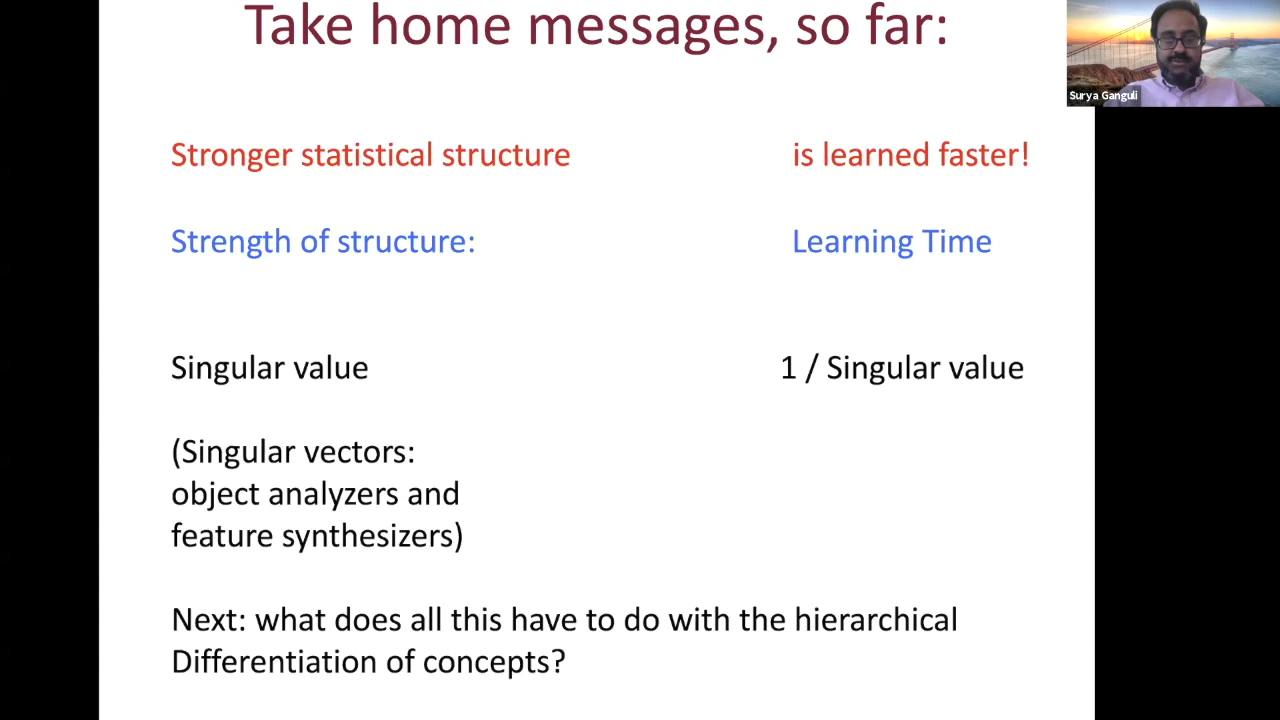 Take home messages, so far:
Surya Ganguli
Stronger statistical structure is learned faster!
Strength of structure: Learning Time
Singular value 1 / Singular value
(Singular vectors:
object analyzers and
feature synthesizers)
Next: what does all this have to do with the hierarchical
Differentiation of concepts?